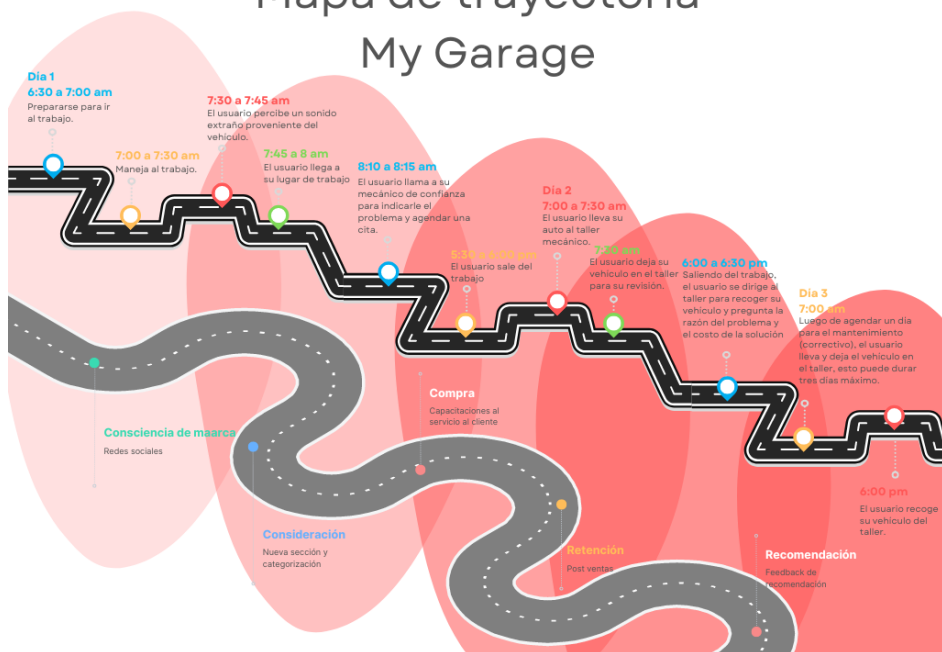 Mapa de trayectoria
My Garage
Dia 1
6:30 a 7:00 am
Prepararse para ir
al trabajo.
7:00 a 7:30 am
Maneja al trabajo.
7:30 a 7:45 am
El usuario percibe un sonido
extraño proveniente del
vehículo.
7:45 a 8 am
El usuario llega a
su lugar de trabajo
8:10 a 8:15 am
El usuario llama a su
mecánico de confianza
para indicarle el
problema y agendar una
cita.
5:30 a 6:00 pm
El usuario sale del
trabajo
Dia 2
7:00 a 7:30 am
El usuario lleva su
auto al taller
mecánico.
7:30 am
El usuario deja su
vehículo en el taller
para su revisión.
6:00 a 6:30 pm
Saliendo del trabajo,
el usuario se dirige al
taller para recoger su
vehículo y pregunta la
razón del problema y
el costo de la solución
Dia 3
7:00 am
Luego de agendar un día
para el mantenimiento
(correctivo), el usuario
lleva y deja el vehículo en
el taller, esto puede durar
tres días máximo.
6:00 pm
El usuario recoge
su vehículo del
taller.
Consciencia de maarca
Redes sociales
Consideración
Nueva sección y
categorización
Compra
Capacitaciones al
servicio al cliente
Retención
Post ventas
Recomendación
Feedback de
recomendación